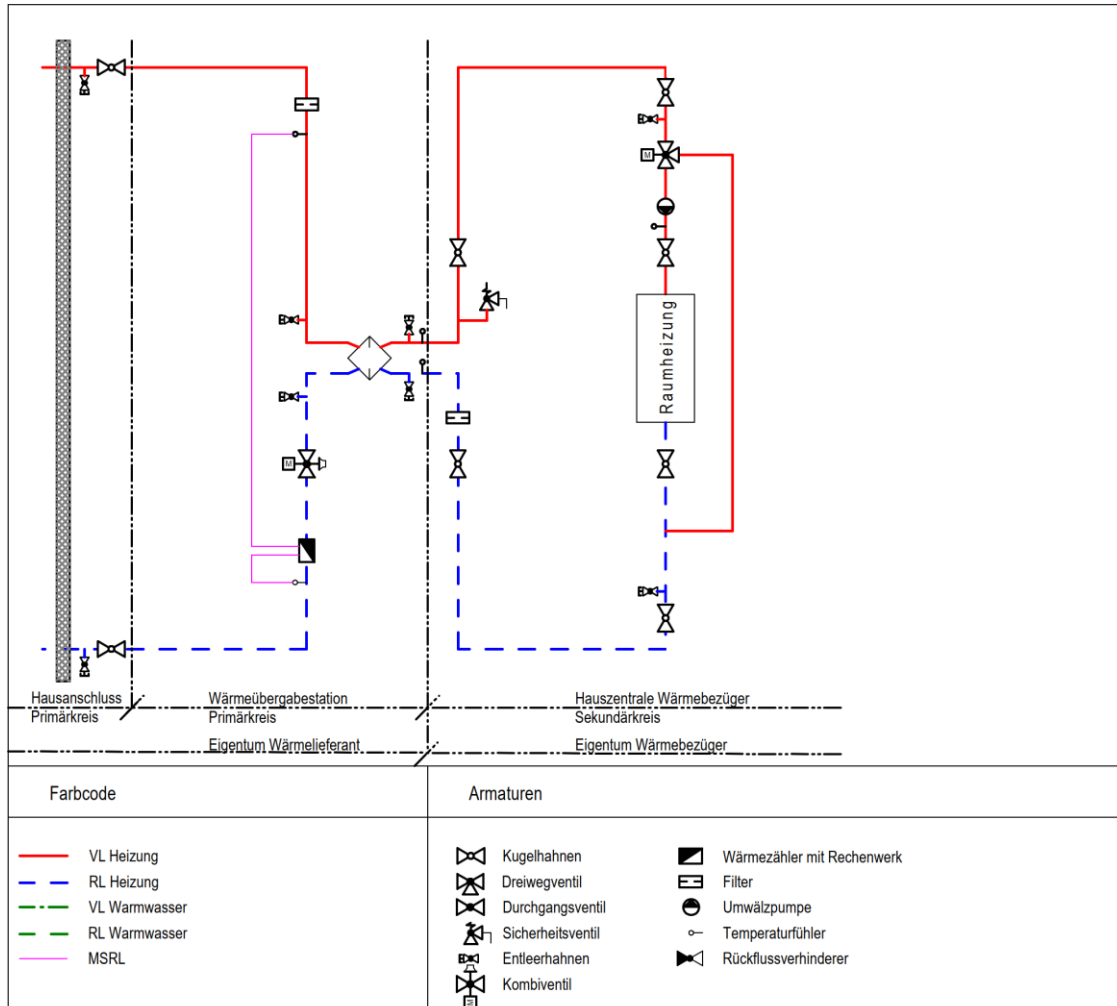 M
Raumheizung
M
Hausanschluss
Primärkreis
Wärmeübergabestation
Primärkreis
Hauszentrale Wärmebezüger
Sekundärkreis
Eigentum Wärmelieferant
Eigentum Wärmebezüger
Farbcode
Armaturen
VL Heizung
RL Heizung
VL Warmwasser
RL Warmwasser
MSRL
Kugelhahnen
Dreiwegventil
Durchgangsventil
Sicherheitsventil
Entleerhahnen
Kombiventil
M
Wärmezähler mit Rechenwerk
Filter
Umwälzpumpe
Temperaturfühler
Rückflussverhinderer